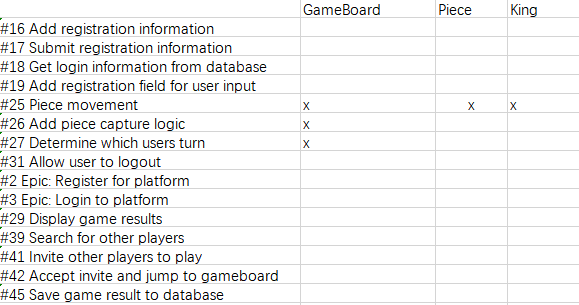 GameBoard Piece King
#16 Add registration information
#17 Submit registration information
#18 Get login information from database
#19 Add registration field for user input
#25 Piece movement x x x
#26 Add piece capture logic x
#27 Determine which users turn x
#31 Allow user to logout
#2 Epic: Register for platform
#3 Epic: Login to platform
#29 Display game results
#39 Search for other players
#41 Invite other players to play
#42 Accept invite and jump to gameboard
#45 Save game result to database